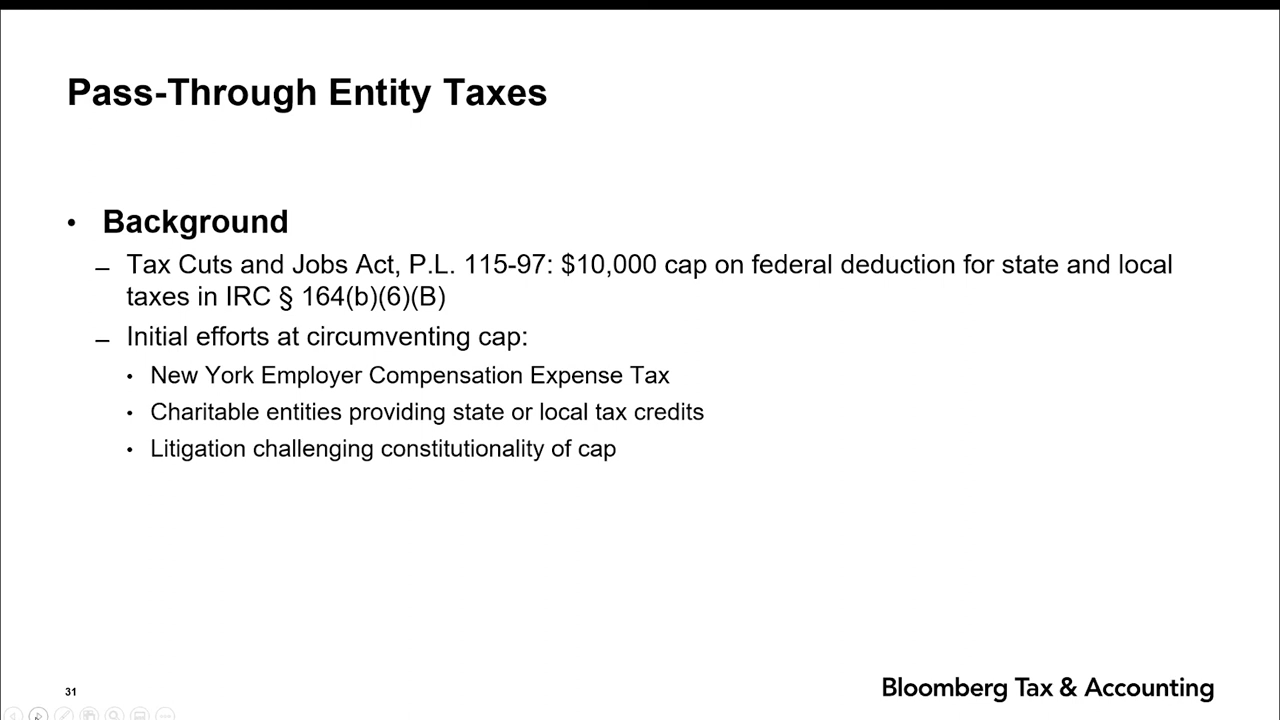 Pass-Through Entity Taxes
• Background
– Tax Cuts and Jobs Act, P.L. 115-97: $10,000 cap on federal deduction for state and local
taxes in IRC § 164(b)(6)(B)
– Initial efforts at circumventing cap:
• New York Employer Compensation Expense Tax
• Charitable entities providing state or local tax credits
• Litigation challenging constitutionality of cap
31
Bloomberg Tax & Accounting